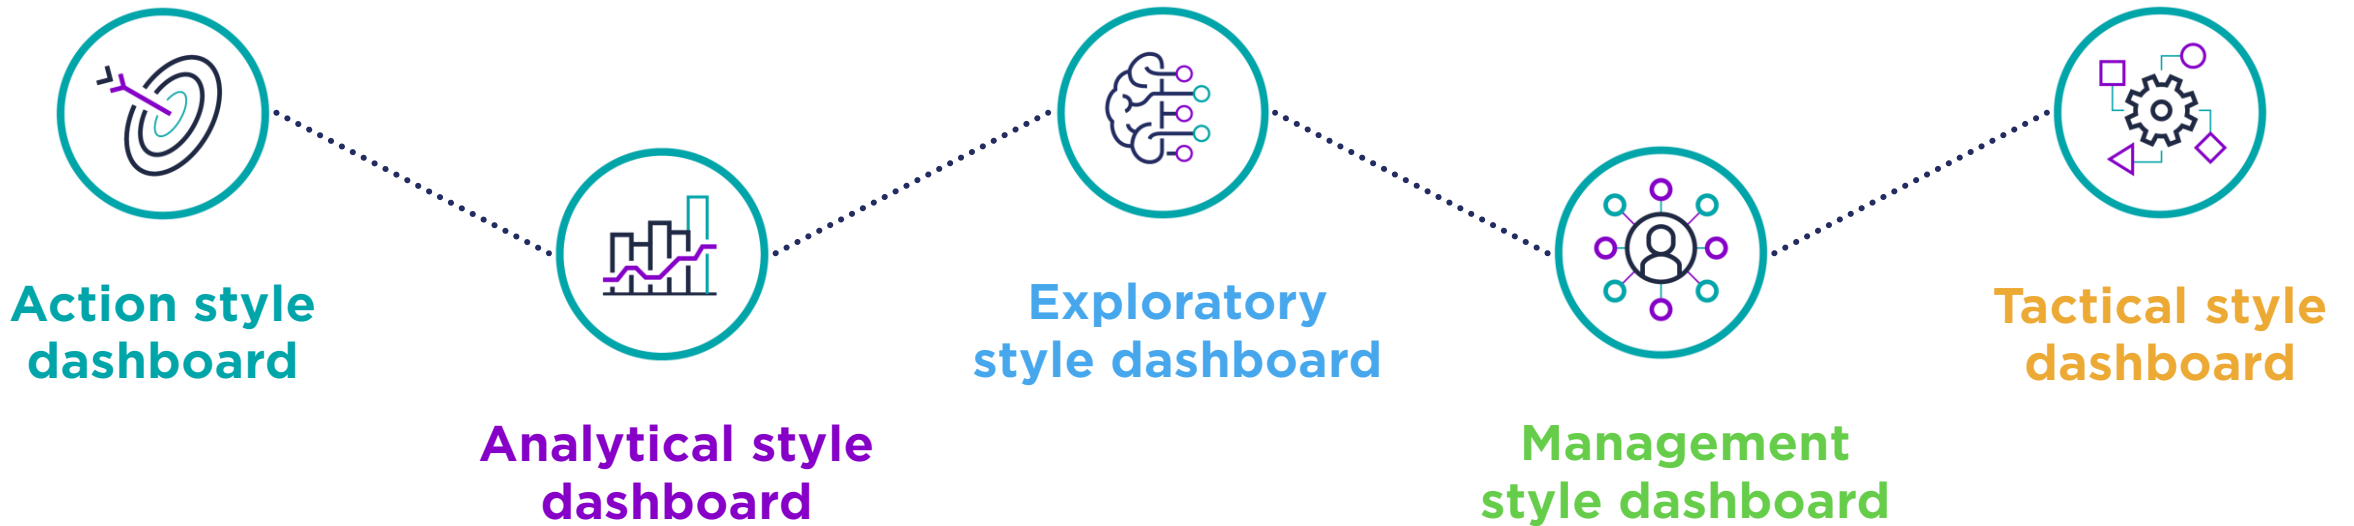 Action style
dashboard
Analytical style
dashboard
Exploratory
style dashboard
Management
style dashboard
Tactical style
dashboard